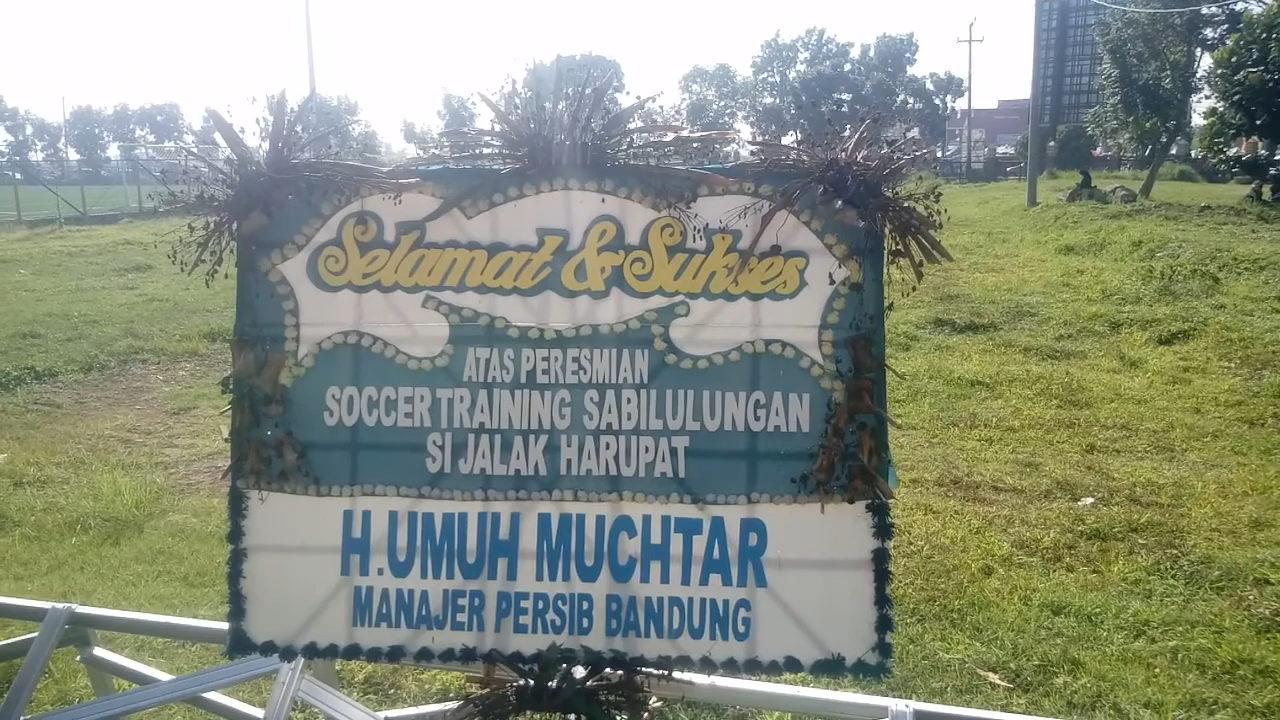 Selamat & Sukses
ATAS PERESMIAN
SOCCER TRAINING SABILULUNGAN
SI JALAK HARUPAT
H.UMUH MUCHTAR
MANAJER PERSIB BANDUNG